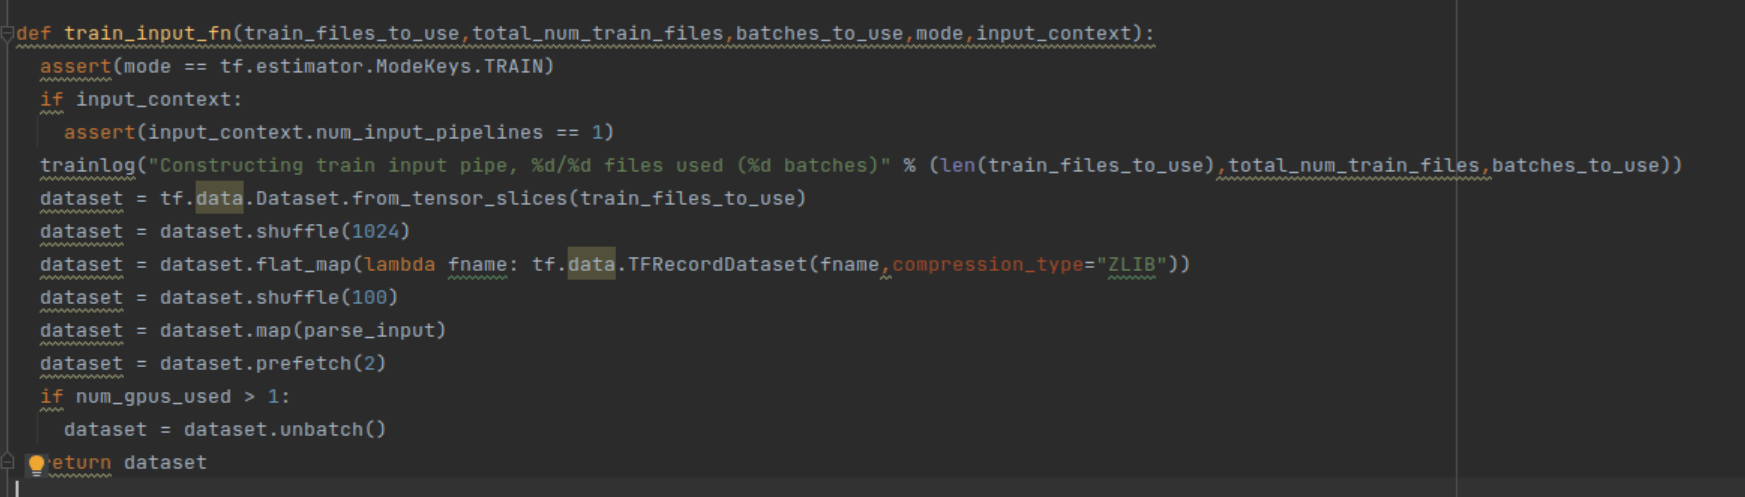 def train_input_fn(train_files_to_use,total_num_train_files,batches_to_use,mode,input_context):
  assert(mode == tf.estimator.ModeKeys.TRAIN)
  if input_context:
    assert(input_context.num_input_pipelines == 1)
  trainlog("Constructing train input pipe, %d/%d files used (%d batches)" % (len(train_files_to_use),total_num_train_files,batches_to_use))
  dataset = tf.data.Dataset.from_tensor_slices(train_files_to_use)
  dataset = dataset.shuffle(1024)
  dataset = dataset.flat_map(lambda fname: tf.data.TFRecordDataset(fname,compression_type="ZLIB"))
  dataset = dataset.shuffle(100)
  dataset = dataset.map(parse_input)
  dataset = dataset.prefetch(2)
  if num_gpus_used > 1:
    dataset = dataset.unbatch()
  return dataset